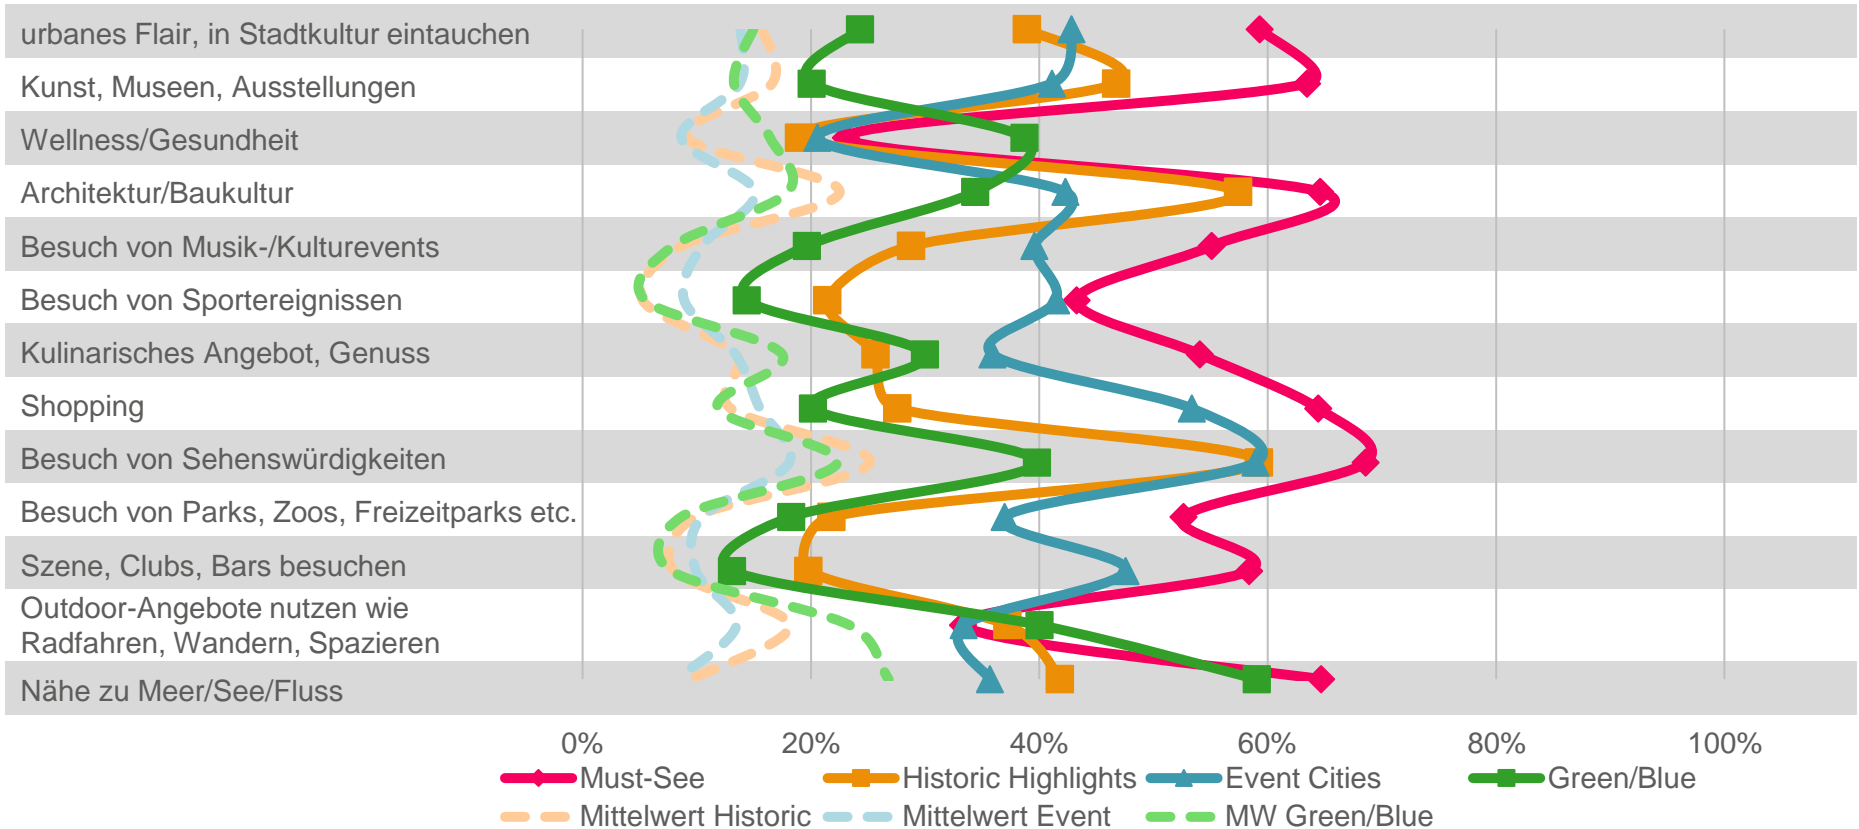 urbanes Flair, in Stadtkultur eintauchen
Kunst, Museen, Ausstellungen
Wellness/Gesundheit
Architektur/Baukultur
Besuch von Musik-/Kulturevents
Besuch von Sportereignissen
Kulinarisches Angebot, Genuss
Shopping
Besuch von Sehenswürdigkeiten
Besuch von Parks, Zoos, Freizeitparks etc.
Szene, Clubs, Bars besuchen
Outdoor-Angebote nutzen wie
Radfahren, Wandern, Spazieren
Nähe zu Meer/See/Fluss
0% 20% 40% 60% 80% 100%
Must-See Historic Highlights Event Cities Green/Blue
Mittelwert Historic Mittelwert Event MW Green/Blue